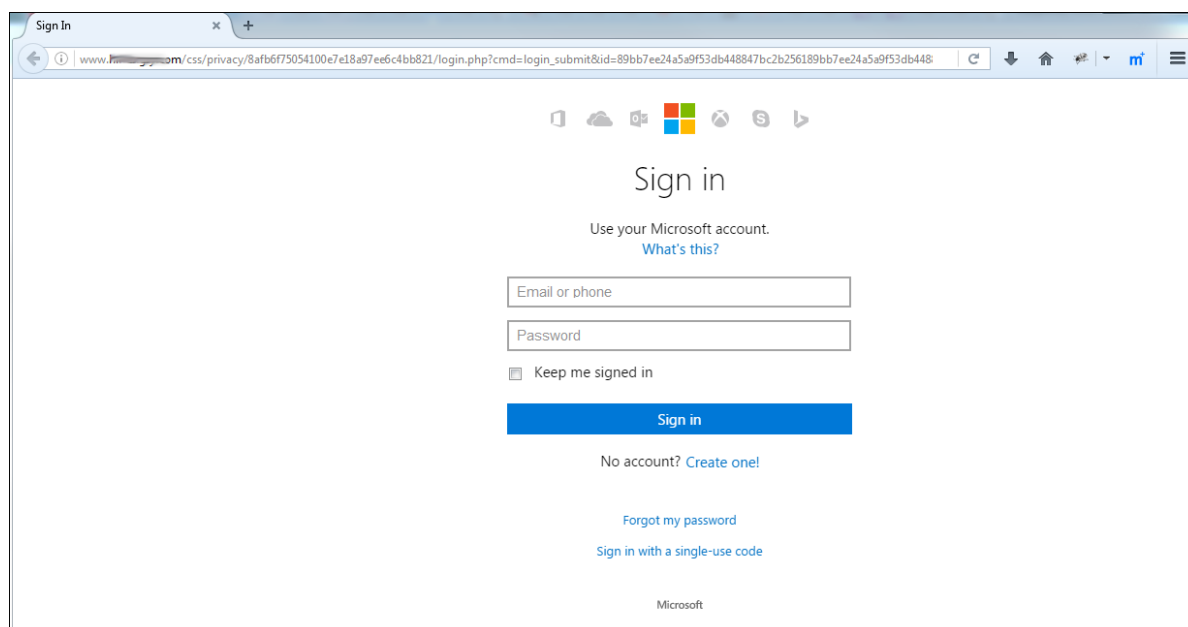 Sign In
www.h om/css/privacy/8afb6f75054100e7e18a97ee6c4bb821/login.php?cmd=login_submit&id=89bb7ee24a5a9f53db448847bc2b256189bb7ee24a5a9f53db448
Sign in
Use your Microsoft account.
What's this?
Email or phone
Password
Keep me signed in
Sign in
No account? Create one!
Forgot my password
Sign in with a single-use code
Microsoft